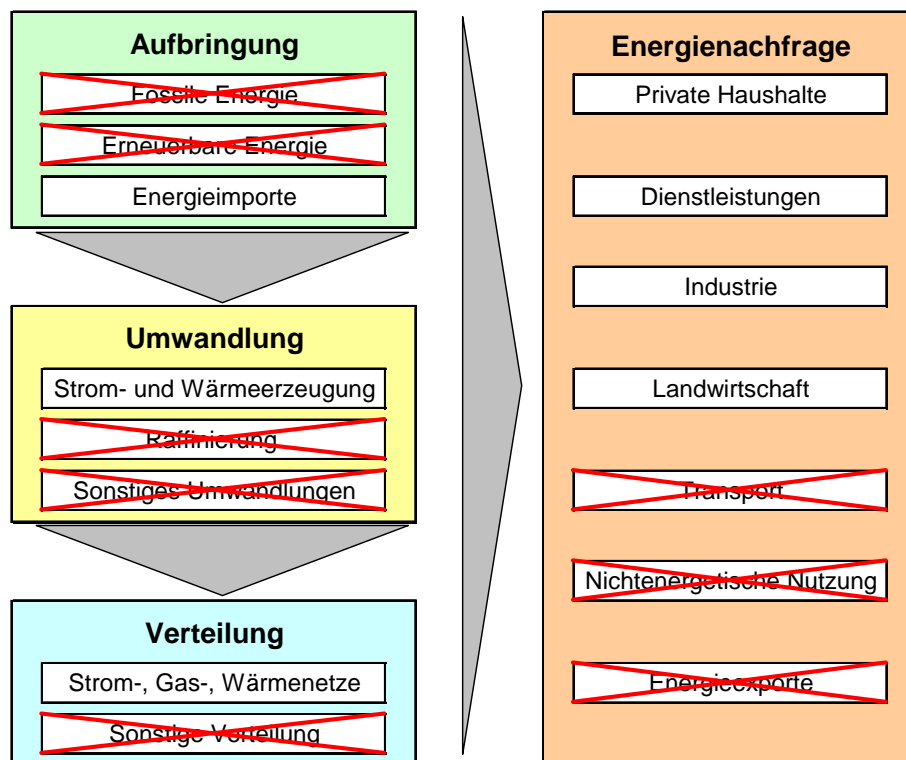 Aufbringung
Fossile Energie
Erneuerbare Energie
Energieimporte
Umwandlung
Strom- und Wärmeerzeugung
Raffinierung
Sonstiges Umwandlungen
Verteilung
Strom-, Gas-, Wärmenetze
Sonstige Verteilung
Energienachfrage
Private Haushalte
Dienstleistungen
Industrie
Landwirtschaft
Transport
Nichtenergetische Nutzung
Energieexporte